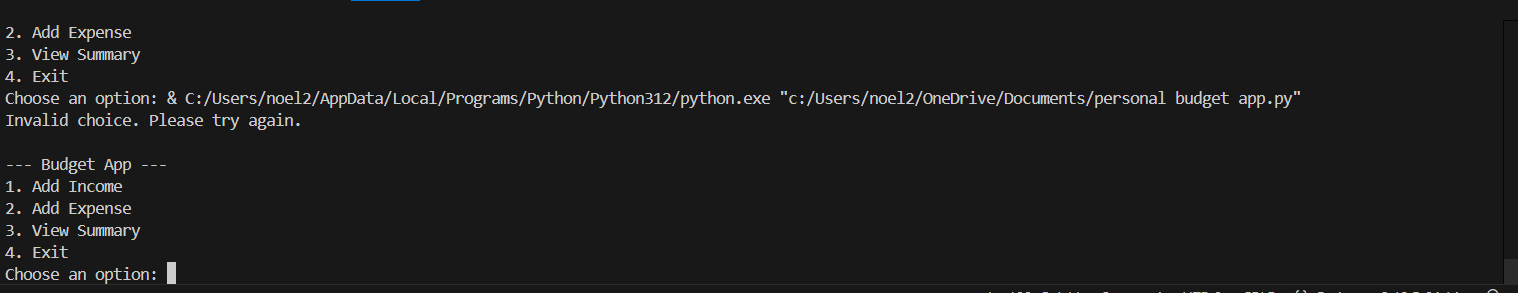 2. Add Expense
3. View Summary
4. Exit
Choose an option: & C:/Users/noel2/AppData/Local/Programs/Python/Python312/python.exe "c:/Users/noel2/OneDrive/Documents/personal budget app.py"
Invalid choice. Please try again.

--- Budget App ---
1. Add Income
2. Add Expense
3. View Summary
4. Exit
Choose an option: